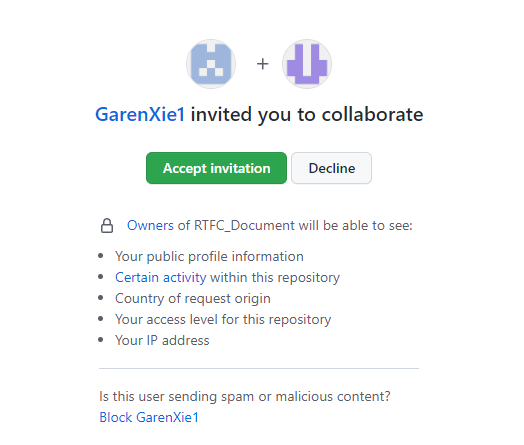 +
GarenXie1 invited you to collaborate
Accept invitation Decline
Owners of RTFC_Document will be able to see:
• Your public profile information
• Certain activity within this repository
• Country of request origin
• Your access level for this repository
• Your IP address
Is this user sending spam or malicious content?
Block GarenXie1